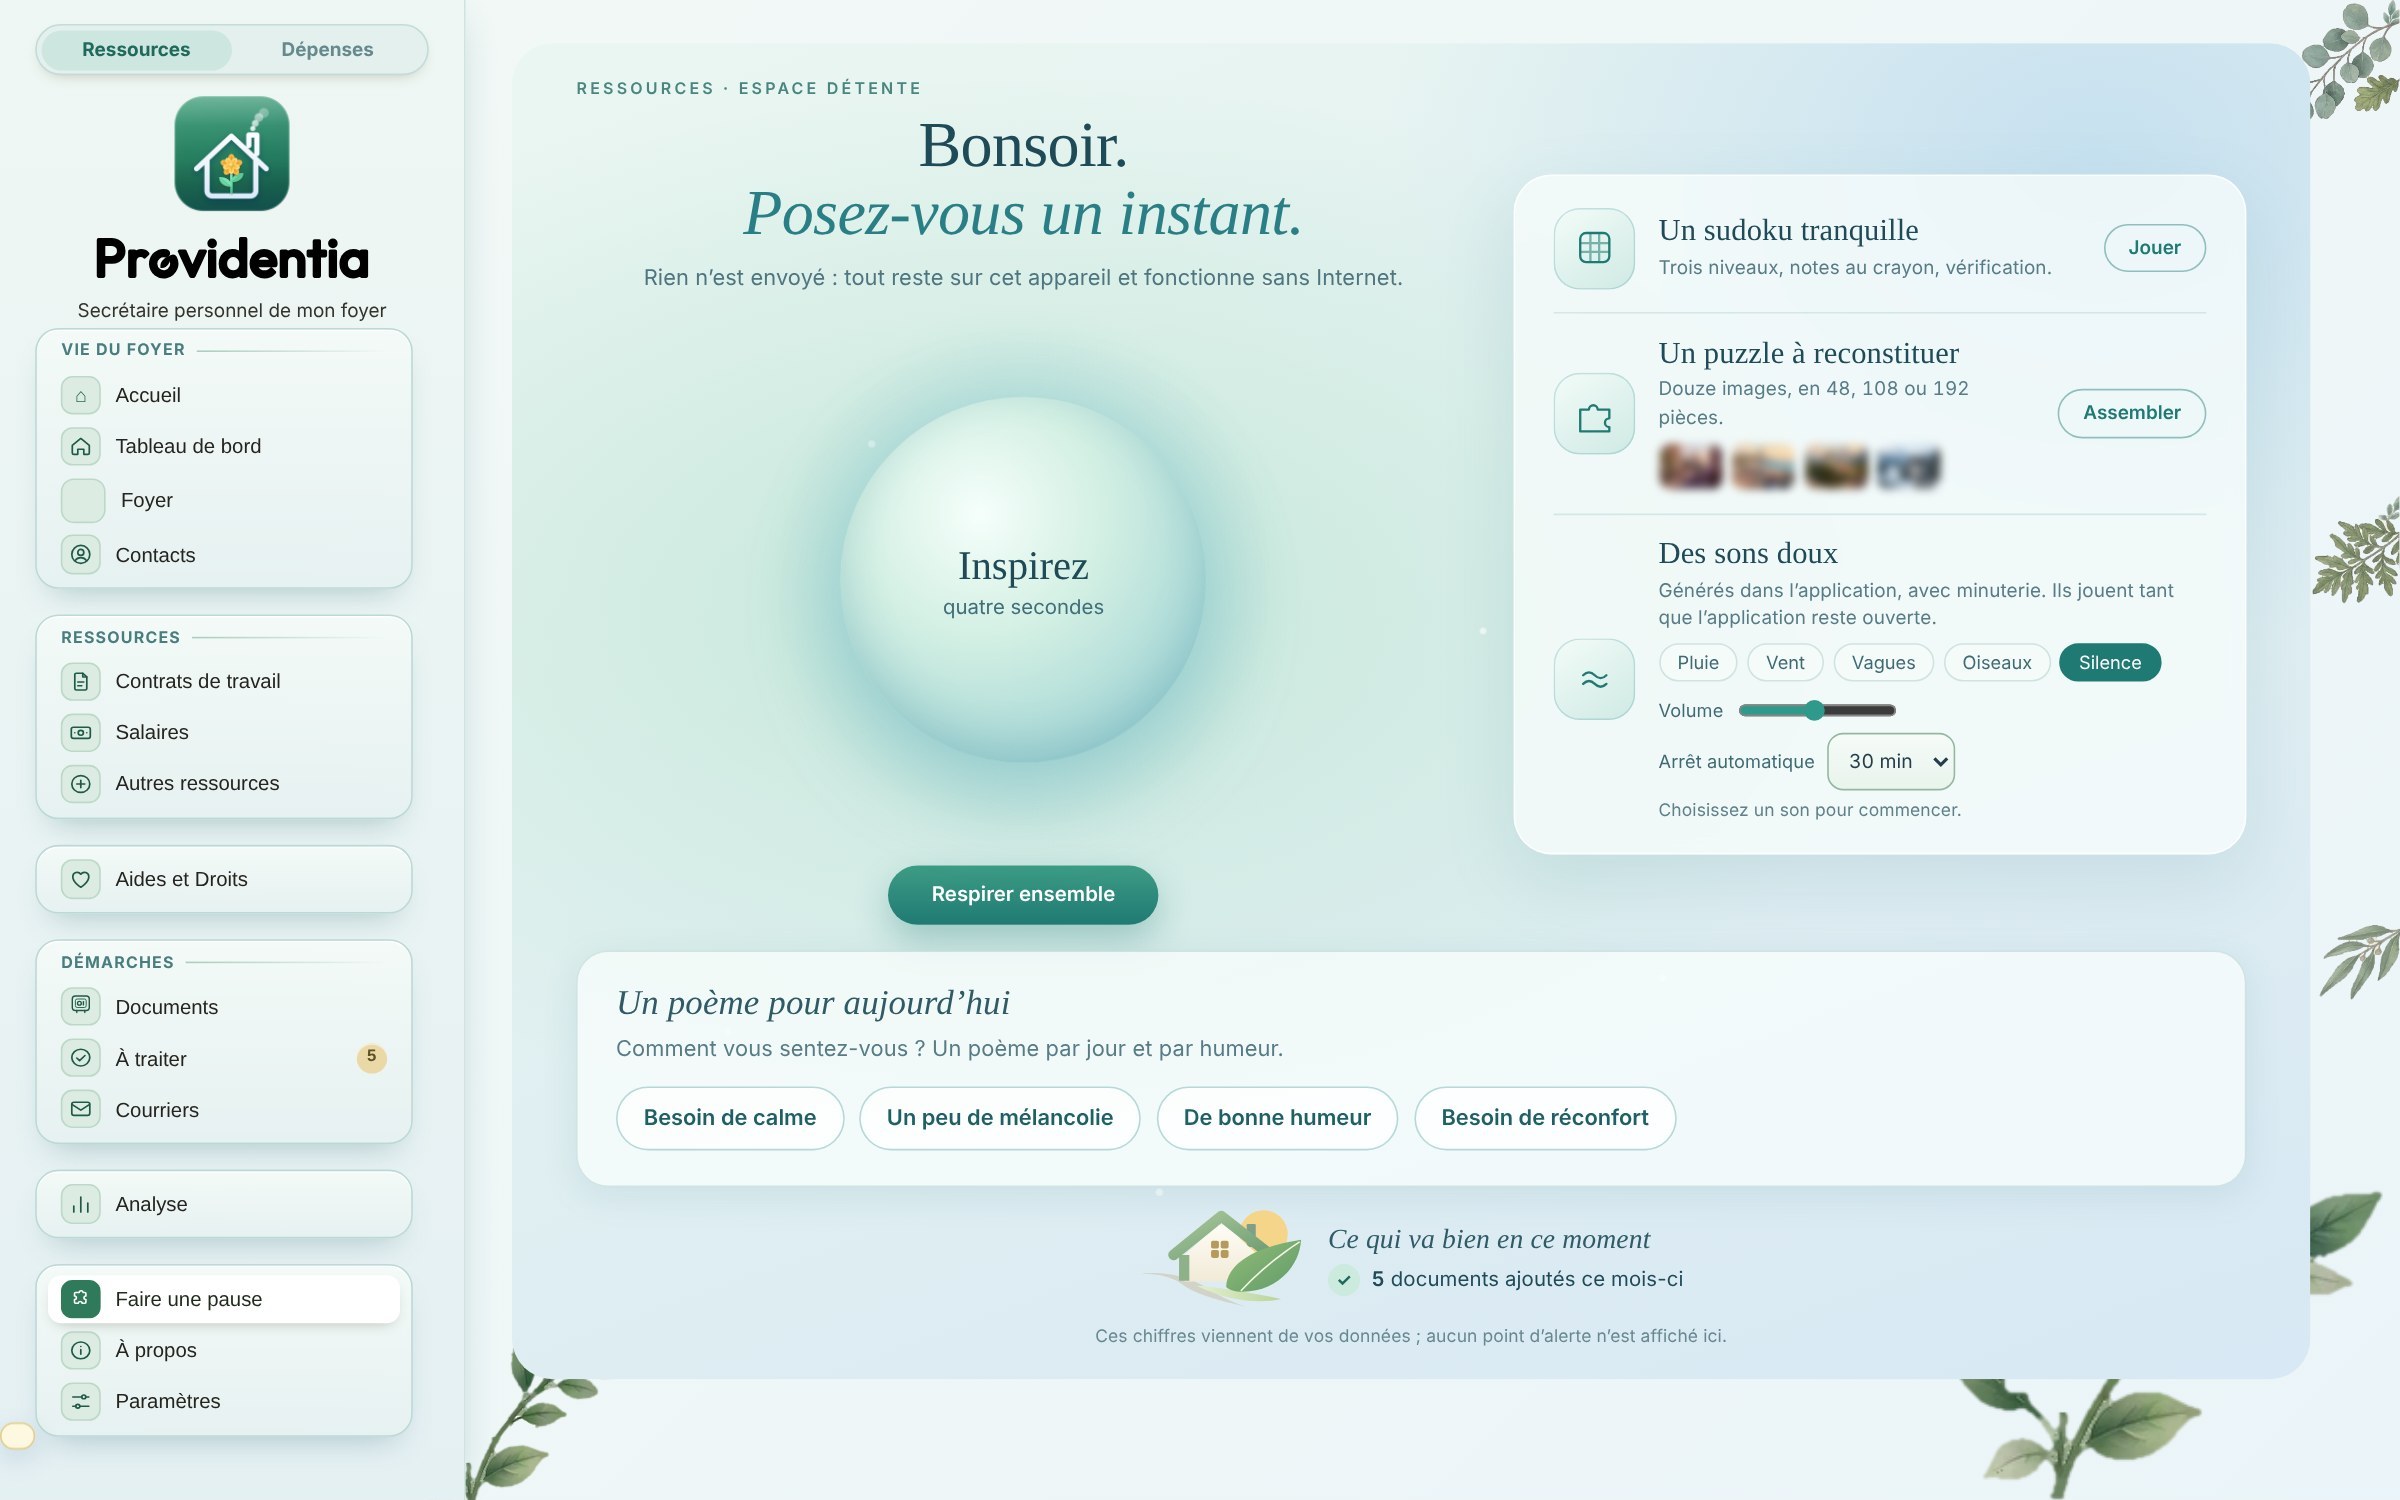 Ressources
Dépenses
Providentia
Secrétaire personnel de mon foyer
VIE DU FOYER
Accueil
Tableau de bord
Foyer
Contacts
RESSOURCES
Contrats de travail
Salaires
Autres ressources
Aides et Droits
DÉMARCHES
Documents
À traiter
5
Courriers
Analyse
Faire une pause
À propos
Paramètres
RESSOURCES · ESPACE DÉTENTE
Bonsoir.
Posez-vous un instant.
Rien n’est envoyé : tout reste sur cet appareil et fonctionne sans Internet.
Inspirez
quatre secondes
Respirer ensemble
Un sudoku tranquille
Trois niveaux, notes au crayon, vérification.
Jouer
Un puzzle à reconstituer
Douze images, en 48, 108 ou 192
pièces.
Assembler
Des sons doux
Générés dans l’application, avec minuterie. Ils jouent tant
que l’application reste ouverte.
Pluie
Vent
Vagues
Oiseaux
Silence
Volume
Arrêt automatique
30 min
Choisissez un son pour commencer.
Un poème pour aujourd’hui
Comment vous sentez-vous ? Un poème par jour et par humeur.
Besoin de calme
Un peu de mélancolie
De bonne humeur
Besoin de réconfort
Ce qui va bien en ce moment
5 documents ajoutés ce mois-ci
Ces chiffres viennent de vos données ; aucun point d’alerte n’est affiché ici.